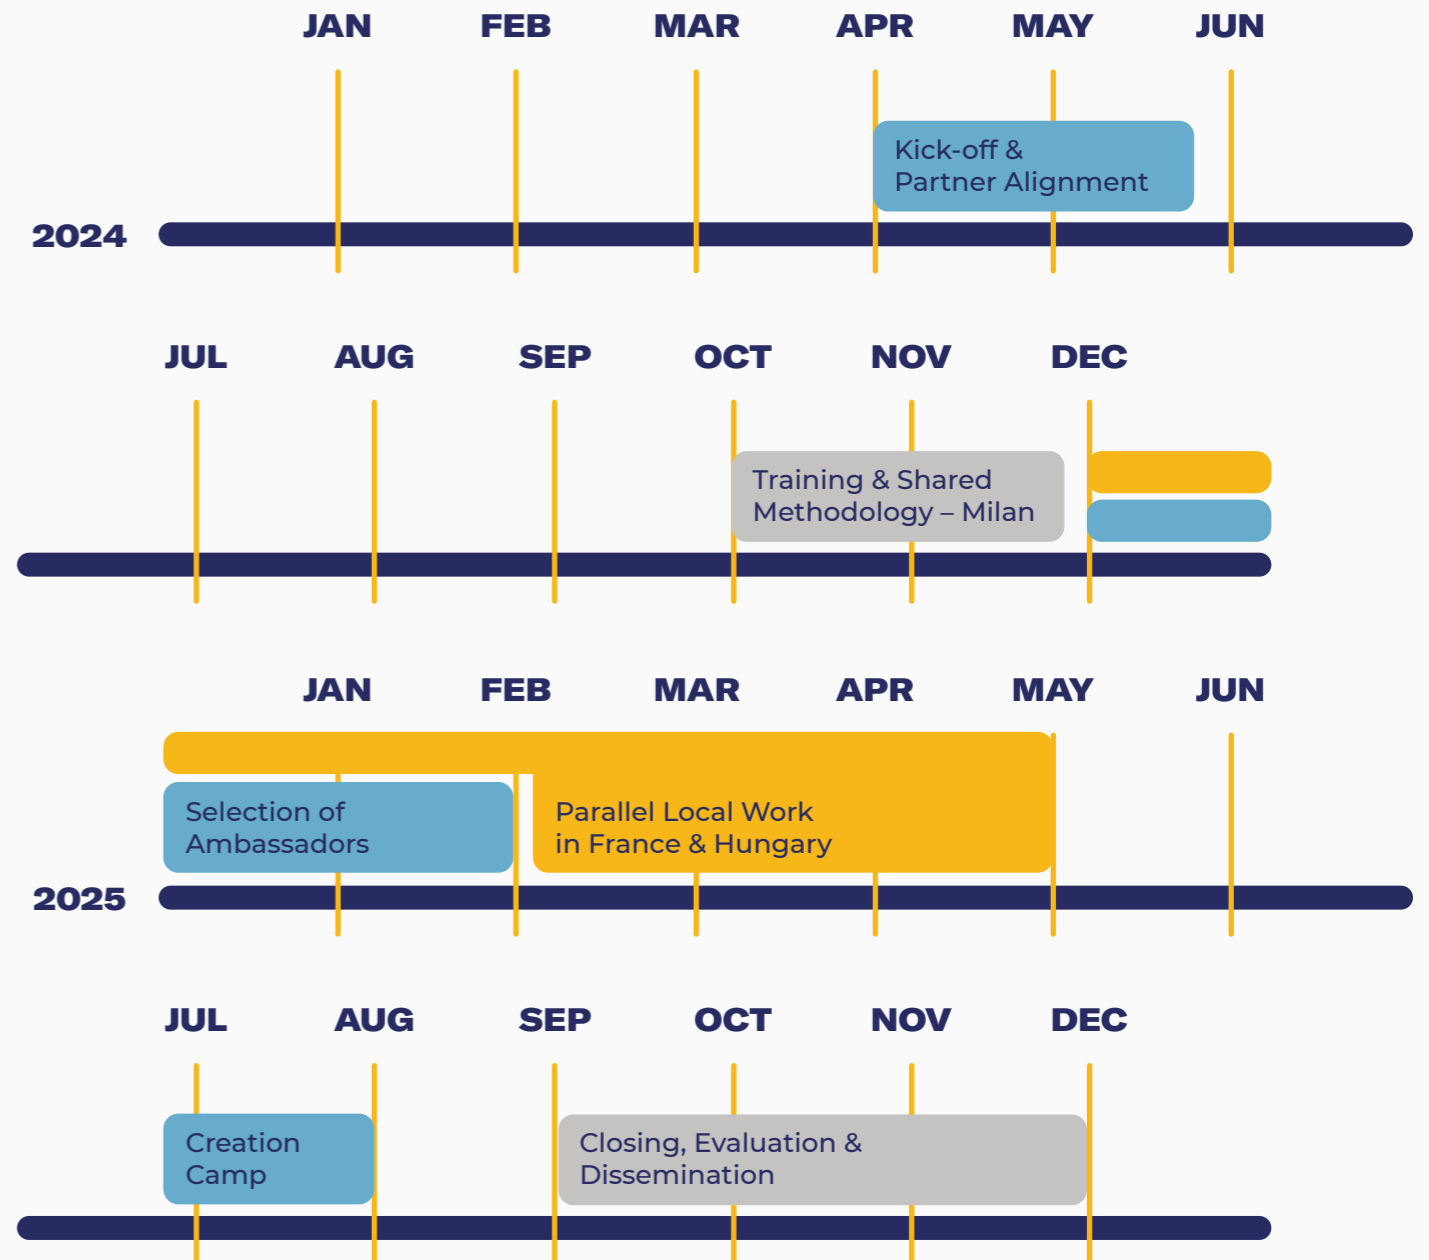 JAN FEB MAR APR MAY JUN
Kick-off &
Partner Alignment
2024
JUL AUG SEP OCT NOV DEC
Training & Shared
Methodology – Milan
JAN FEB MAR APR MAY JUN
Selection of
Ambassadors
Parallel Local Work
in France & Hungary
2025
JUL AUG SEP OCT NOV DEC
Creation
Camp
Closing, Evaluation &
Dissemination